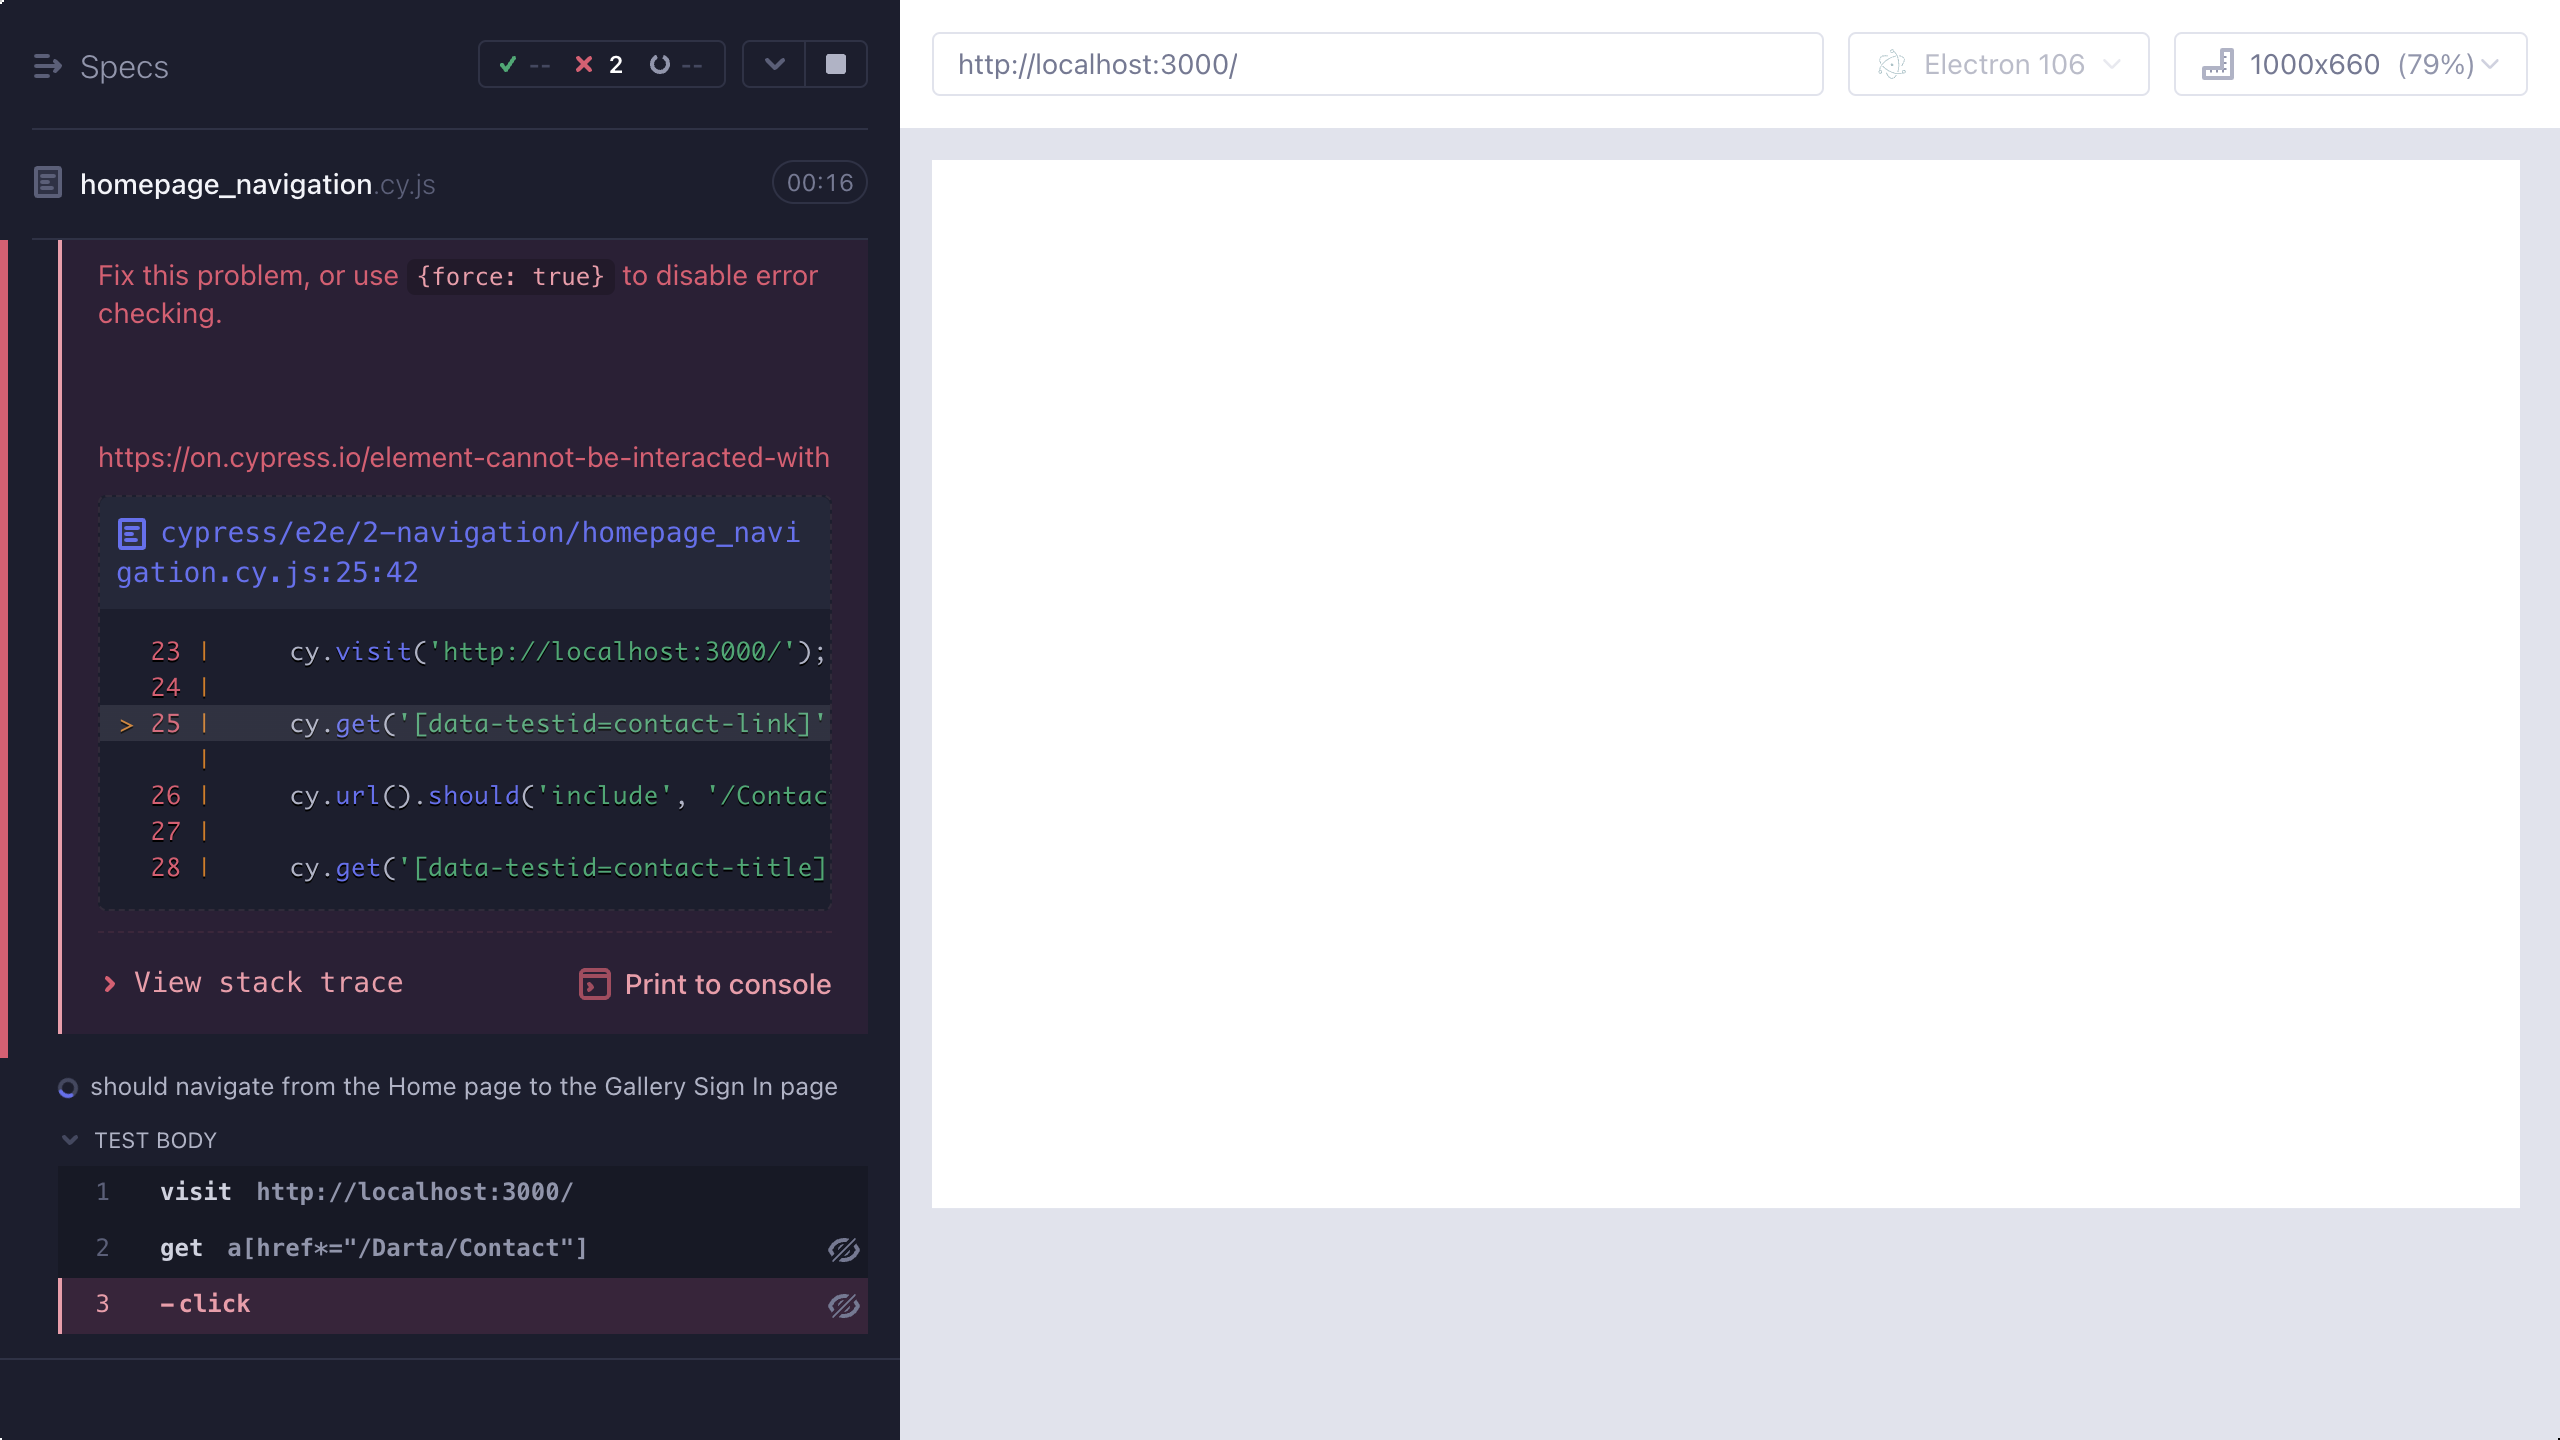 Specs
-- 2 --
homepage_navigation.cy.js
00:16
Fix this problem, or use {force: true} to disable error
checking.
https://on.cypress.io/element-cannot-be-interacted-with
cypress/e2e/2-navigation/homepage_navi
gation.cy.js:25:42
23 | cy.visit('http://localhost:3000/');
24 |
> 25 | cy.get('[data-testid=contact-link]'
|
26 | cy.url().should('include', '/Contac
27 |
28 | cy.get('[data-testid=contact-title]
View stack trace
Print to console
should navigate from the Home page to the Gallery Sign In page
TEST BODY
1 visit http://localhost:3000/
2 get a[href*="/Darta/Contact"]
3 -click
http://localhost:3000/
Electron 106
1000x660 (79%)